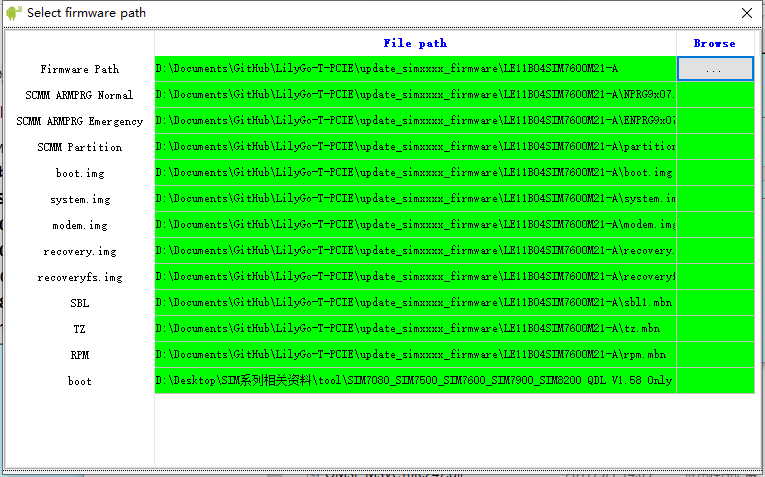 Select firmware path
File path Browse
Firmware Path D:\Documents\GitHub\LilyGo-T-PCIE\update_simxxxx_firmware\LE11B04SIM7600M21-A ...
SCMM ARMPRG Normal D:\Documents\GitHub\LilyGo-T-PCIE\update_simxxxx_firmware\LE11B04SIM7600M21-A\NPRG9x07.
SCMM ARMPRG Emergency D:\Documents\GitHub\LilyGo-T-PCIE\update_simxxxx_firmware\LE11B04SIM7600M21-A\ENPRG9x07
SCMM Partition D:\Documents\GitHub\LilyGo-T-PCIE\update_simxxxx_firmware\LE11B04SIM7600M21-A\partition
boot.img D:\Documents\GitHub\LilyGo-T-PCIE\update_simxxxx_firmware\LE11B04SIM7600M21-A\boot.img
system.img D:\Documents\GitHub\LilyGo-T-PCIE\update_simxxxx_firmware\LE11B04SIM7600M21-A\system.im
modem.img D:\Documents\GitHub\LilyGo-T-PCIE\update_simxxxx_firmware\LE11B04SIM7600M21-A\modem.img
recovery.img D:\Documents\GitHub\LilyGo-T-PCIE\update_simxxxx_firmware\LE11B04SIM7600M21-A\recovery.
recoveryfs.img D:\Documents\GitHub\LilyGo-T-PCIE\update_simxxxx_firmware\LE11B04SIM7600M21-A\recoveryf
SBL D:\Documents\GitHub\LilyGo-T-PCIE\update_simxxxx_firmware\LE11B04SIM7600M21-A\sbl1.mbn
TZ D:\Documents\GitHub\LilyGo-T-PCIE\update_simxxxx_firmware\LE11B04SIM7600M21-A\tz.mbn
RPM D:\Documents\GitHub\LilyGo-T-PCIE\update_simxxxx_firmware\LE11B04SIM7600M21-A\rpm.mbn
boot D:\Desktop\SIM系列相关资料\tool\SIM7080_SIM7500_SIM7600_SIM7900_SIM8200 QDL V1.58 Only